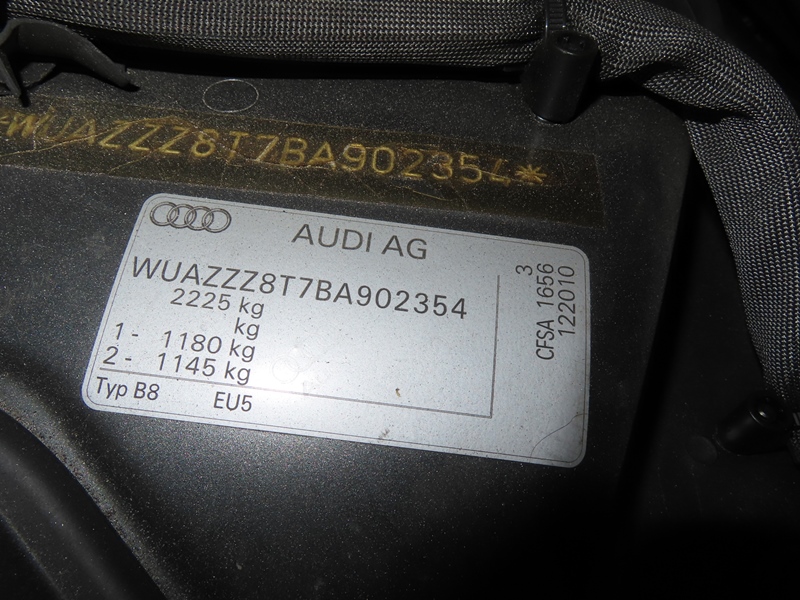 *WUAZZZ8T7BA902354*
AUDI AG
WUAZZZ8T7BA902354
2225 kg
kg
1 - 1180 kg
2 - 1145 kg
Typ B8 EU5
3
CFSA 1656
122010